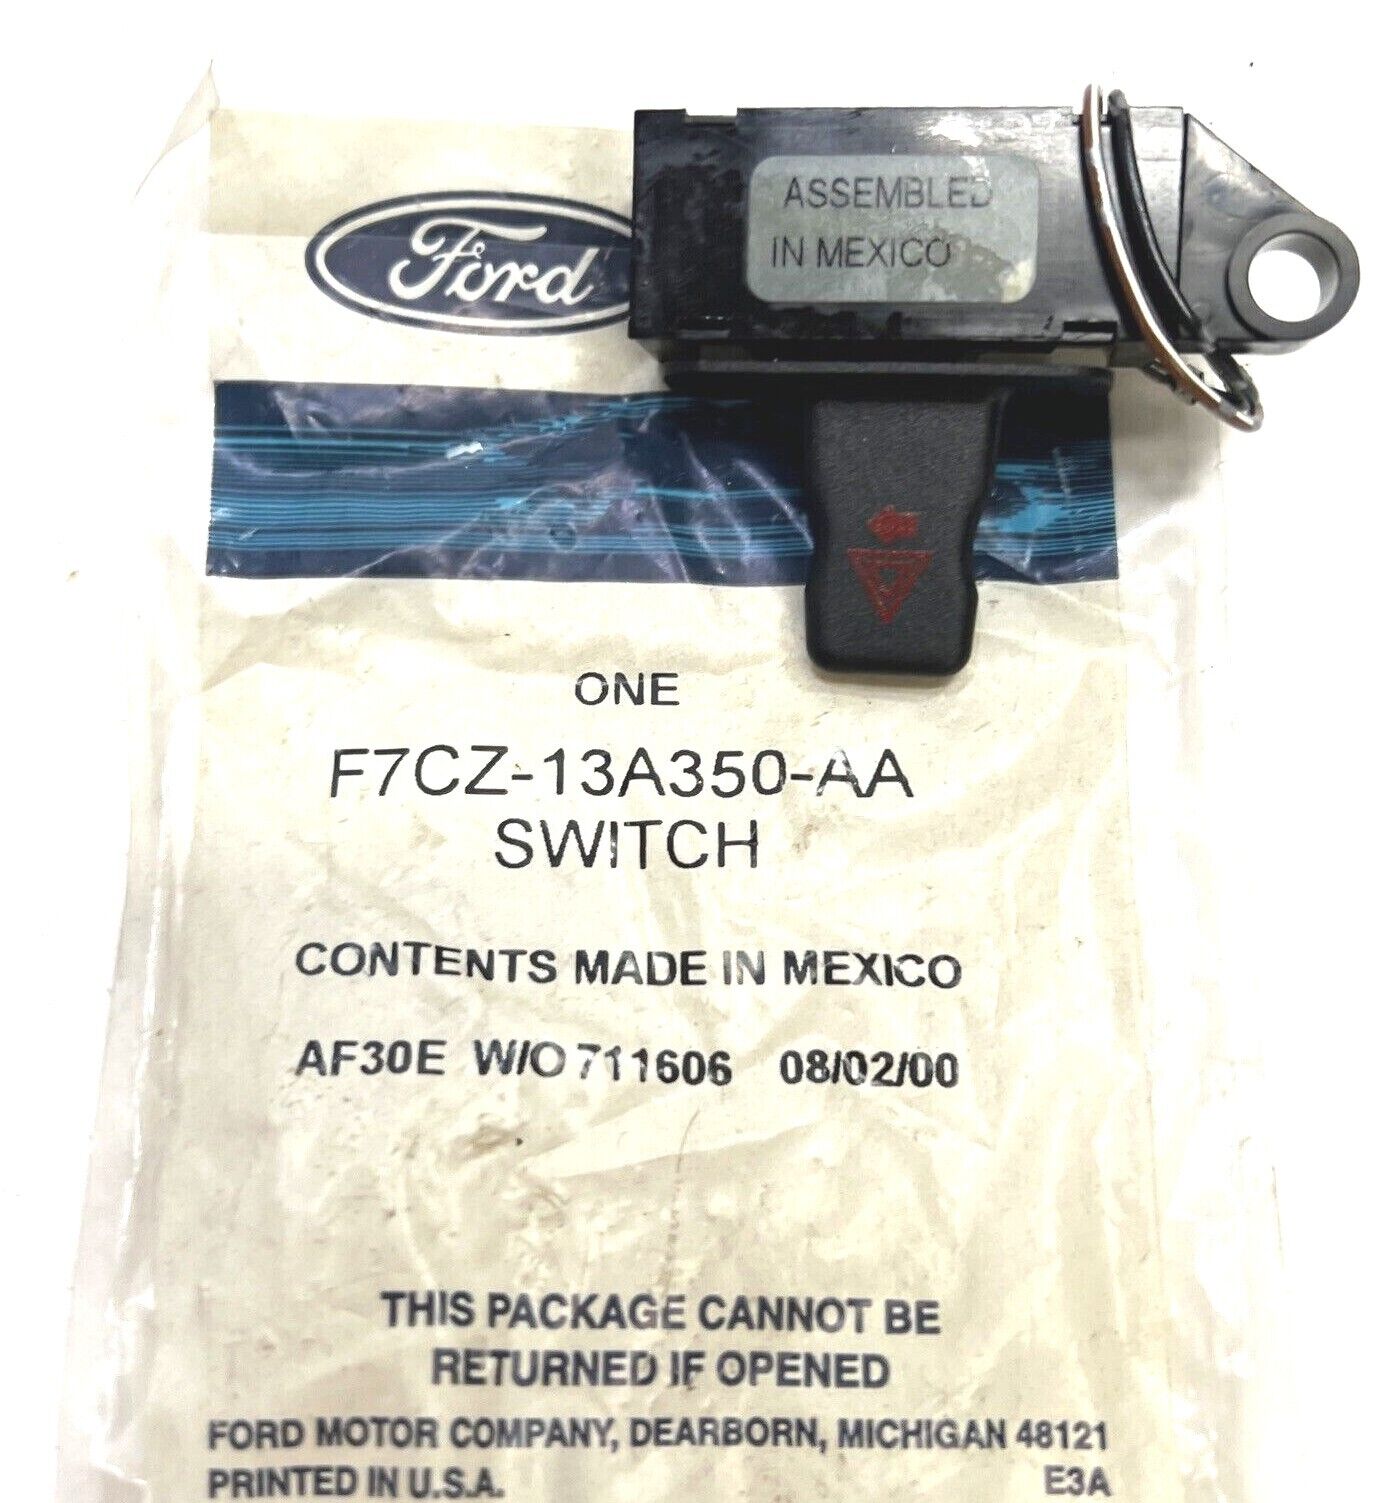 Ford
ASSEMBLED
IN MEXICO
ONE
F7CZ-13A350-AA
SWITCH
CONTENTS MADE IN MEXICO
AF30E W/O 711606 08/02/00
THIS PACKAGE CANNOT BE
RETURNED IF OPENED
FORD MOTOR COMPANY, DEARBORN, MICHIGAN 48121
PRINTED IN U.S.A. E3A